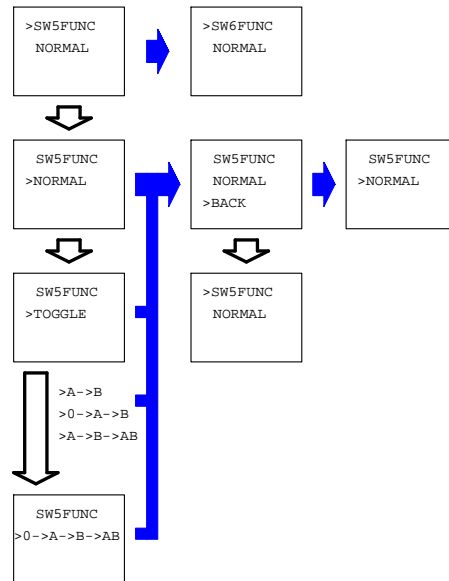 >SW5FUNC
NORMAL
>SW6FUNC
NORMAL
SW5FUNC
>NORMAL
SW5FUNC
NORMAL
>BACK
SW5FUNC
>NORMAL
SW5FUNC
>TOGGLE
>SW5FUNC
NORMAL
>A->B
>0->A->B
>A->B->AB
SW5FUNC
>0->A->B->AB